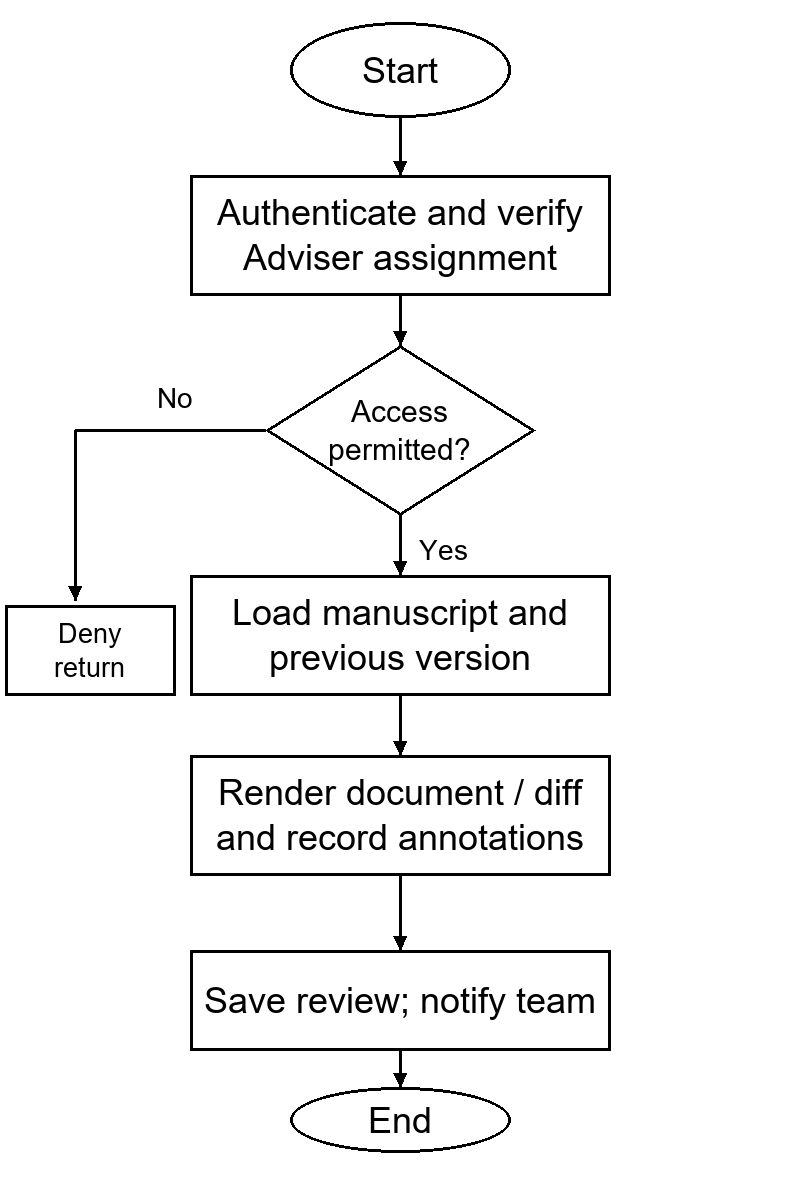 Start
Authenticate and verify
Adviser assignment
Access
permitted?
No
Yes
Deny
return
Load manuscript and
previous version
Render document / diff
and record annotations
Save review; notify team
End